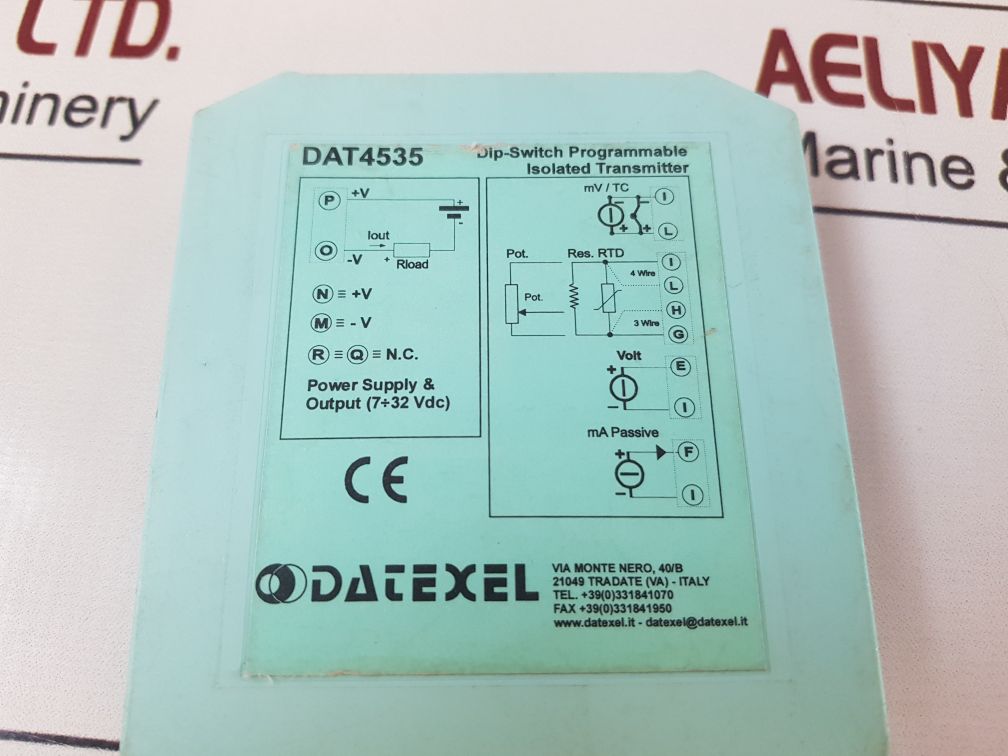 LTD.
AELIYA
Marine &
DAT4535
Dip-Switch Programmable
Isolated Transmitter
P +V
+
-
Iout
O -V + Rload
N ≡ +V
M ≡ - V
R ≡ Q ≡ N.C.
Power Supply &
Output (7÷32 Vdc)
mV / TC
I
- -
+ +
L
Pot. Res. RTD
I
4 Wire
L
Pot.
H
3 Wire
G
Volt
+ E
- I
mA Passive
+ F
- I
CE
DATEXEL
VIA MONTE NERO, 40/B
21049 TRADATE (VA) - ITALY
TEL. +39(0)331841070
FAX +39(0)331841950
www.datexel.it - datexel@datexel.it